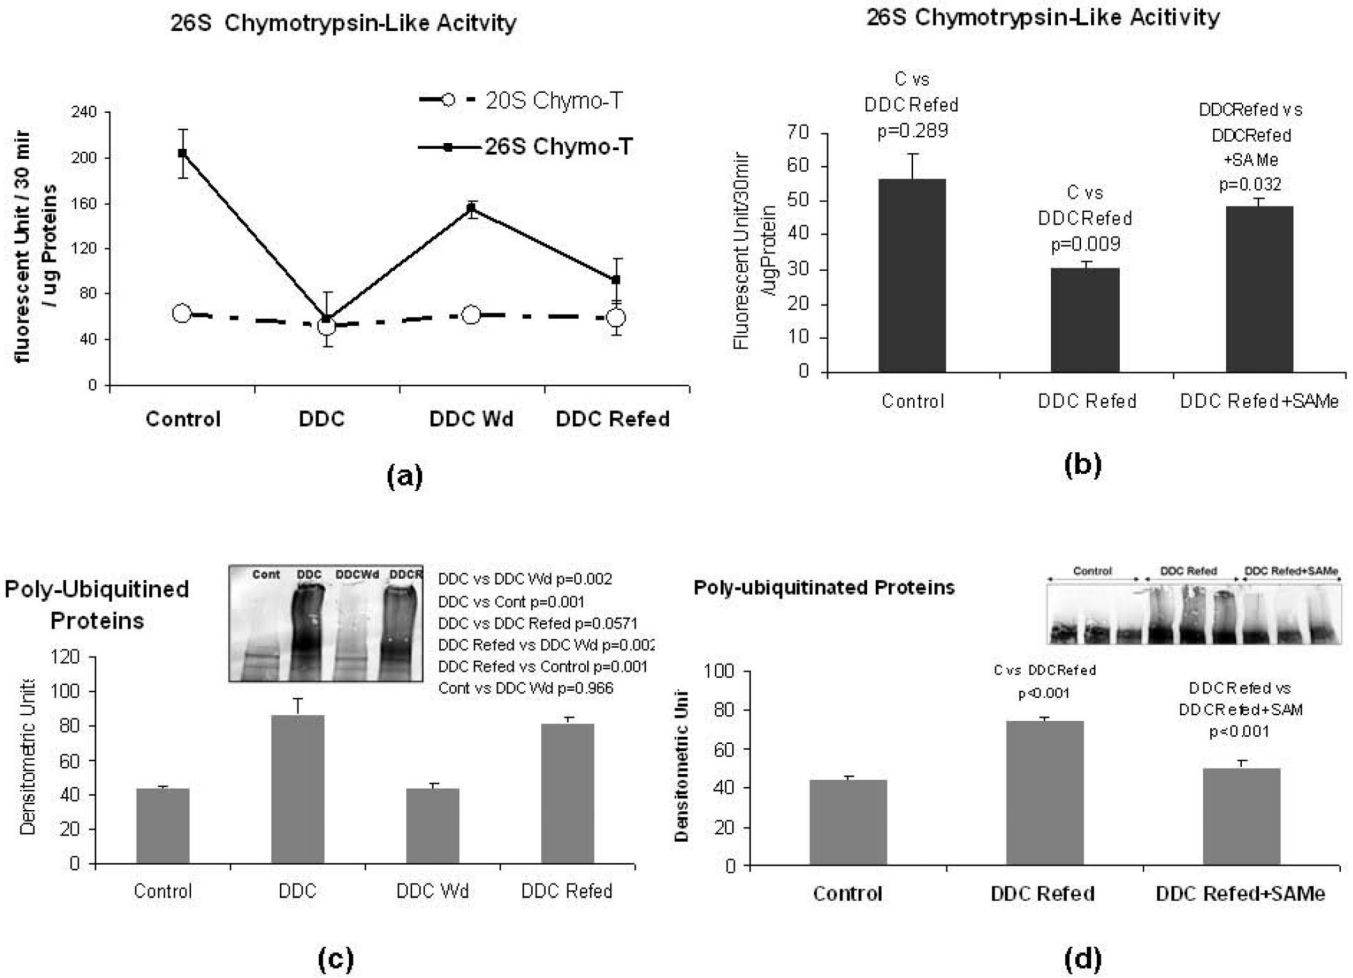 26S Chymotrypsin-Like Acitvity
20S Chymo-T
26S Chymo-T
fluorescent Unit / 30 mir
/ ug Proteins
240
200
160
120
80
40
0
Control DDC DDC Wd DDC Refed
(a)
26S Chymotrypsin-Like Acitivity
C vs
DDC Refed
p=0.289
C vs
DDCRefed
p=0.009
DDCRefed vs
DDCRefed
+SAMe
p=0.032
Fluorescent Unit/30mir
/ugProtein
70
60
50
40
30
20
10
0
Control DDC Refed DDC Refed+SAMe
(b)
Poly-Ubiquitined
Proteins
Cont DDC DDCWd DDCR
DDC vs DDC Wd p=0.002
DDC vs Cont p=0.001
DDC vs DDC Refed p=0.0571
DDC Refed vs DDC Wd p=0.002
DDC Refed vs Control p=0.001
Cont vs DDC Wd p=0.966
Densitometric Units
120
100
80
60
40
20
0
Control DDC DDC Wd DDC Refed
(c)
Poly-ubiquitinated Proteins
Control DDC Refed DDC Refed+SAMe
C vs DDCRefed
p<0.001
DDCRefed vs
DDCRefed+SAM
p<0.001
Densitometric Uni
100
80
60
40
20
0
Control DDC Refed DDC Refed+SAMe
(d)